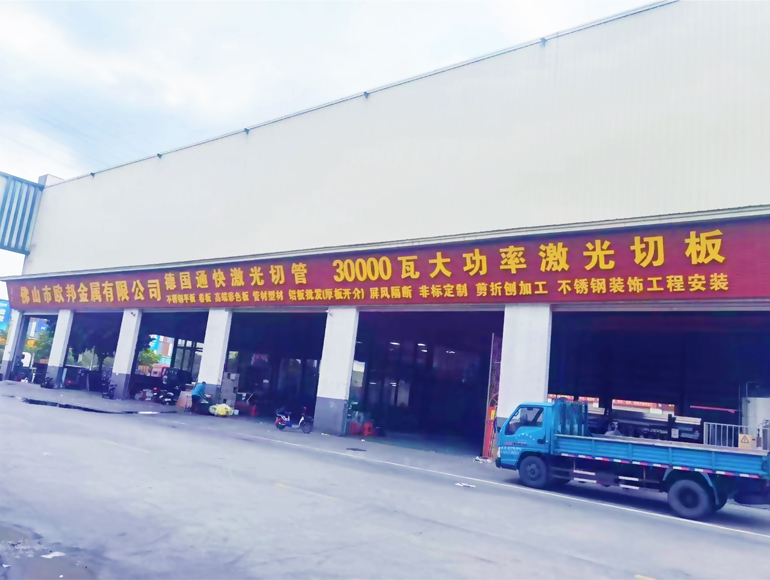 佛山市欧邦金属有限公司
德国通快激光切管 30000瓦大功率激光切板
不锈钢平板 卷板 高端彩色板 管材型材 铝板批发(厚板开介) 屏风隔断 非标定制 剪折刨加工 不锈钢装饰工程安装